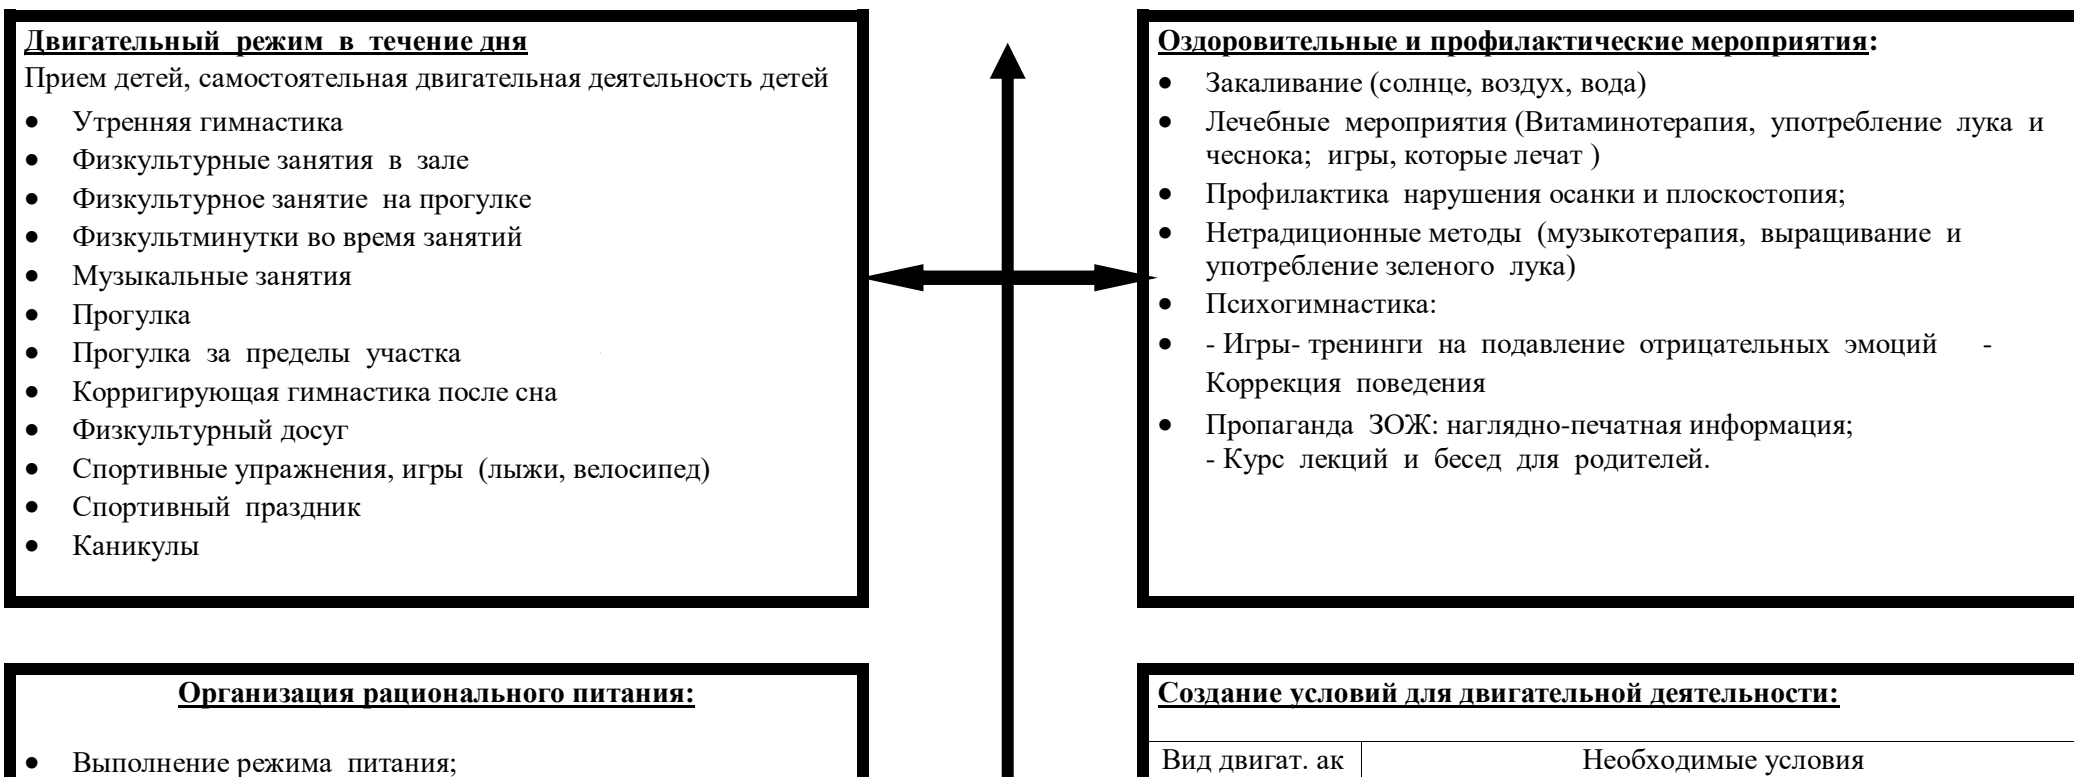 Двигательный режим в течение дня
Прием детей, самостоятельная двигательная деятельность детей
• Утренняя гимнастика
• Физкультурные занятия в зале
• Физкультурное занятие на прогулке
• Физкультминутки во время занятий
• Музыкальные занятия
• Прогулка
• Прогулка за пределы участка
• Корригирующая гимнастика после сна
• Физкультурный досуг
• Спортивные упражнения, игры (лыжи, велосипед)
• Спортивный праздник
• Каникулы
Оздоровительные и профилактические мероприятия:
• Закаливание (солнце, воздух, вода)
• Лечебные мероприятия (Витаминотерапия, употребление лука и
чеснока; игры, которые лечат )
• Профилактика нарушения осанки и плоскостопия;
• Нетрадиционные методы (музыкотерапия, выращивание и
употребление зеленого лука)
• Психогимнастика:
• - Игры- тренинги на подавление отрицательных эмоций -
Коррекция поведения
• Пропаганда ЗОЖ: наглядно-печатная информация;
- Курс лекций и бесед для родителей.
Организация рационального питания:
• Выполнение режима питания;
Создание условий для двигательной деятельности:
Вид двигат. ак
Необходимые условия